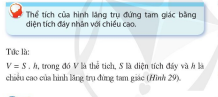 Thể tích của hình lăng trụ đứng tam giác bằng
diện tích đáy nhân với chiều cao.
Tức là:
V = S . h, trong đó V là thể tích, S là diện tích đáy và h là
chiều cao của hình lăng trụ đứng tam giác (Hình 29).